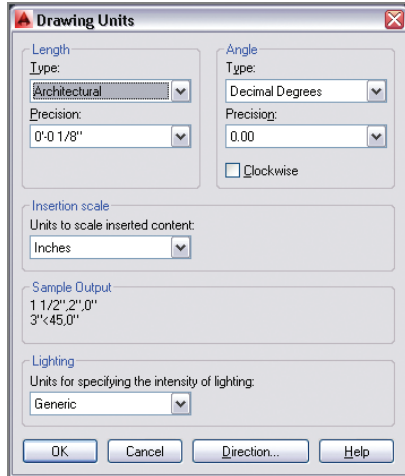 Drawing Units
Length
Type:
Architectural
Precision:
0'-0 1/8"
Angle
Type:
Decimal Degrees
Precision:
0.00
Clockwise
Insertion scale
Units to scale inserted content:
Inches
Sample Output
1 1/2",2",0"
3"<45,0"
Lighting
Units for specifying the intensity of lighting:
Generic
OK
Cancel
Direction...
Help